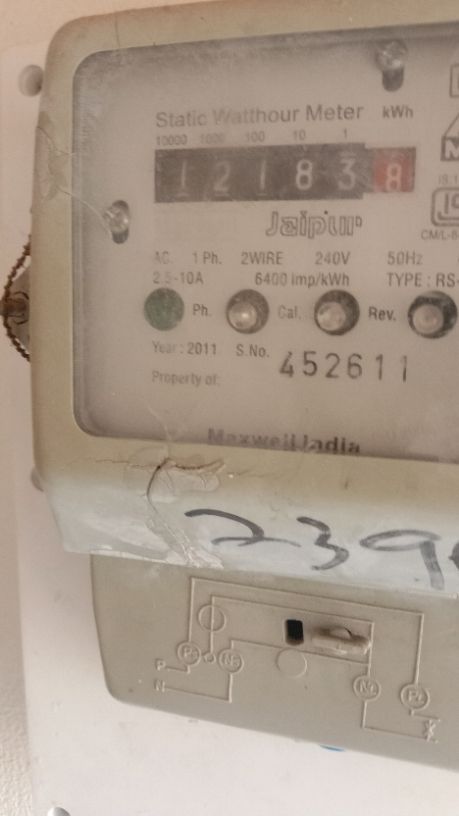 Static Watthour Meter kWh
10000 1000 100 10 1
1 2 1 8 3 8
Jaipur
AC. 1 Ph. 2WIRE 240V 50Hz
2.5-10A 6400 imp/kWh TYPE : RS-
Ph. Cal. Rev.
Year : 2011 S.No. 452611
Property of:
Maxwell India
239
P
N